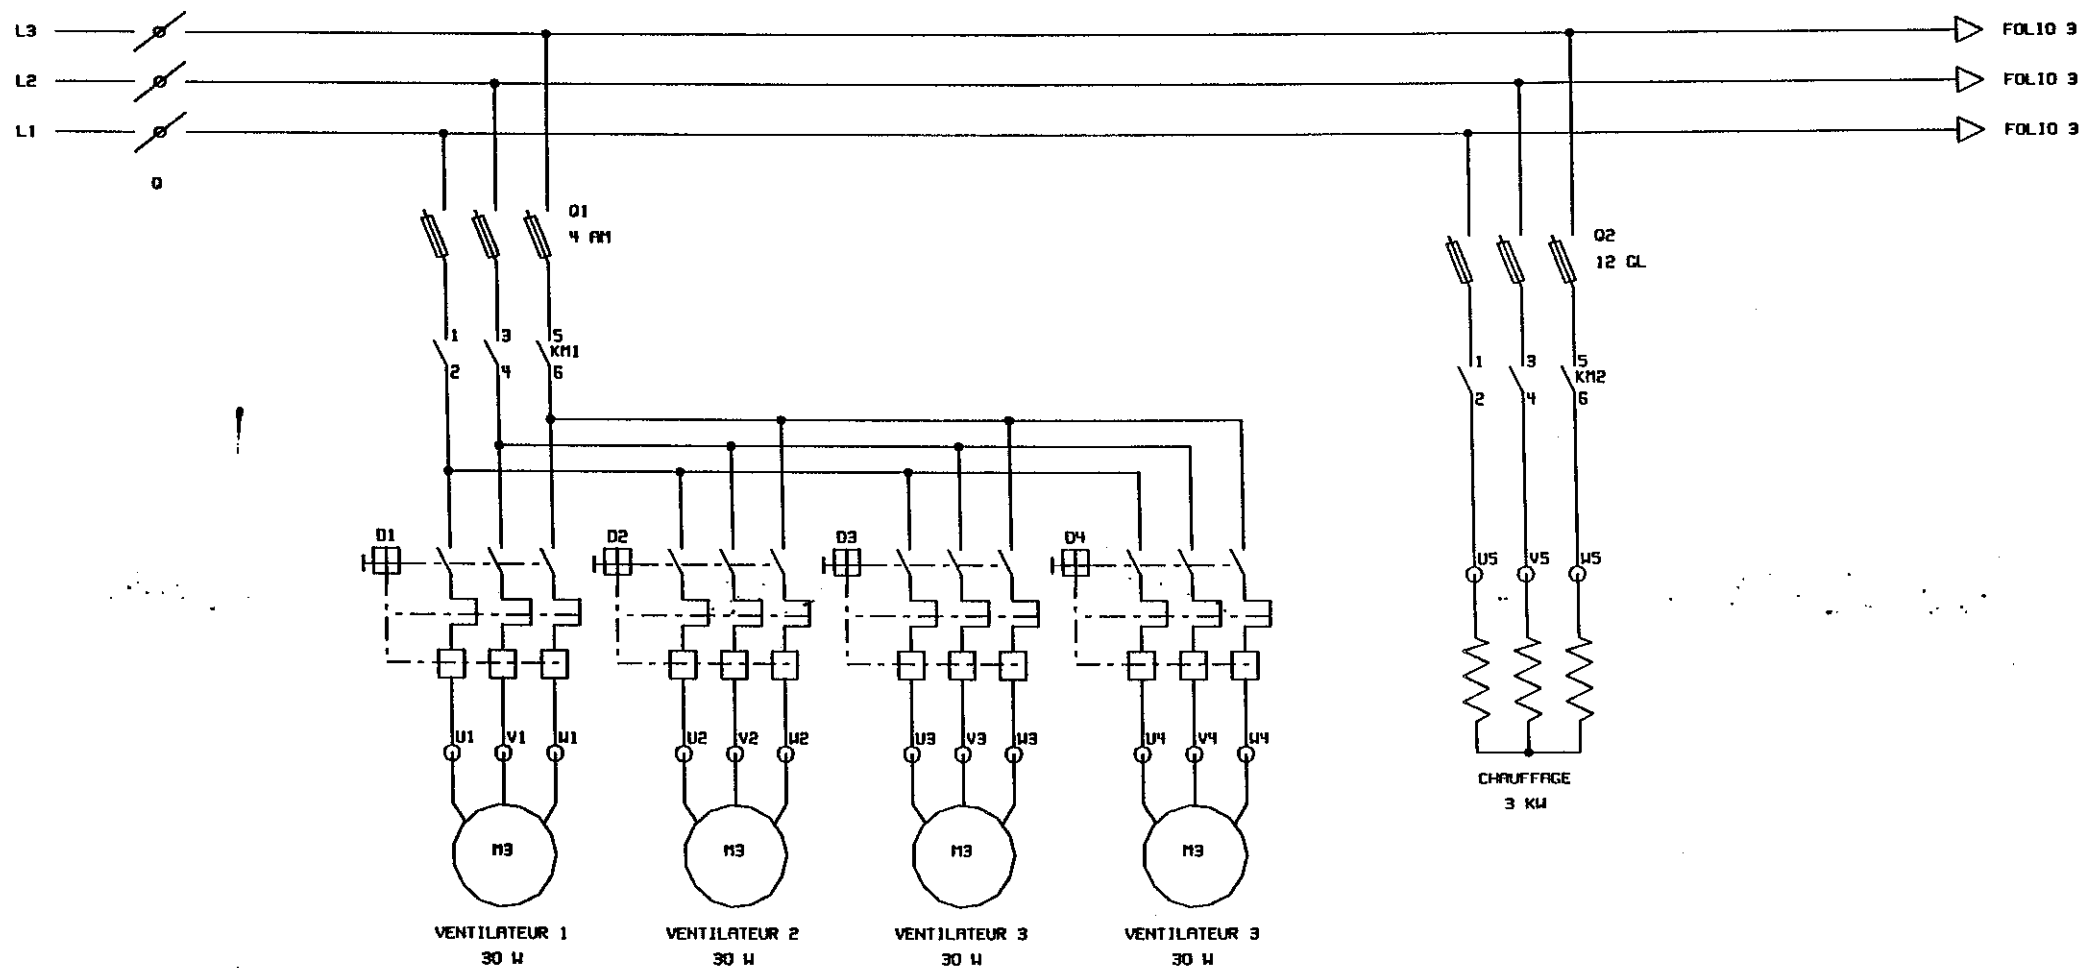 L3 FOLIO 3
L2 FOLIO 3
L1 FOLIO 3
Q
Q1
4 AM
Q2
12 GL
1 3 5
KM1
2 4 6
1 3 5
KM2
2 4 6
D1 D2 D3 D4
U5 V5 W5
U1 V1 W1 U2 V2 W2 U3 V3 W3 U4 V4 W4
CHAUFFAGE
3 KW
M3 M3 M3 M3
VENTILATEUR 1 VENTILATEUR 2 VENTILATEUR 3 VENTILATEUR 3
30 W 30 W 30 W 30 W